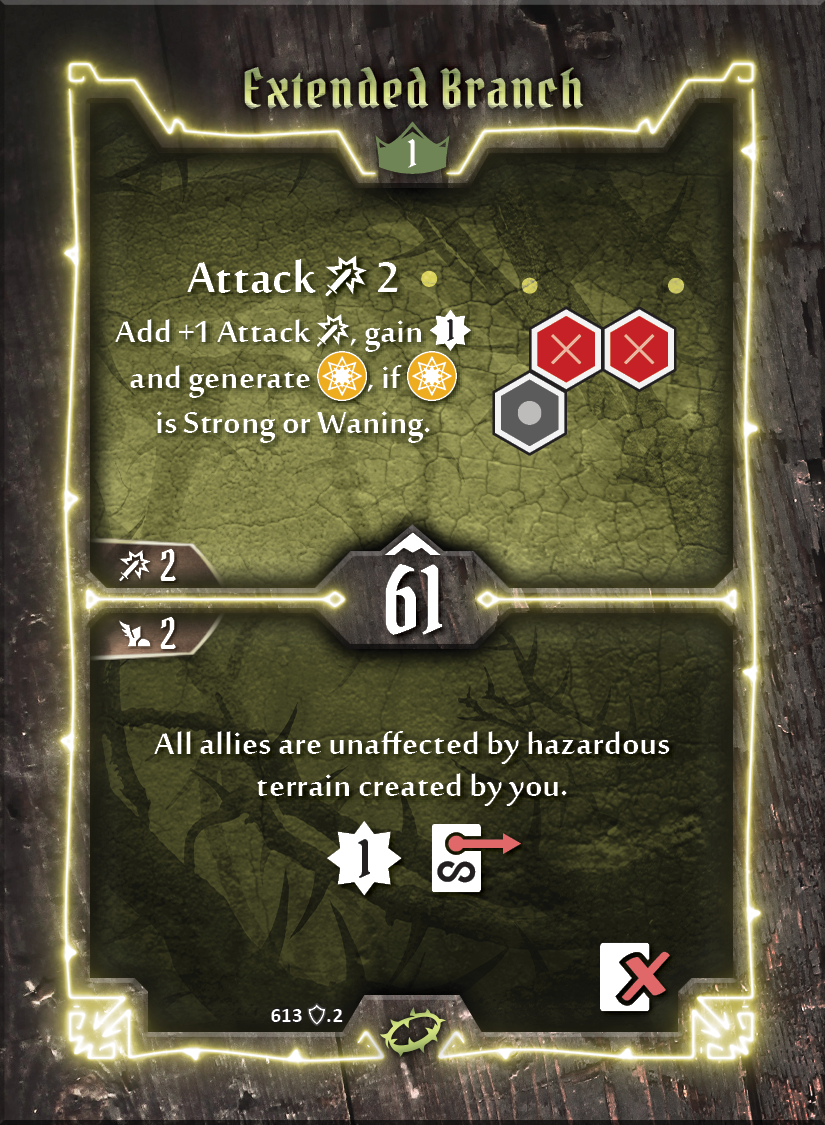 Extended Branch
1
Attack 2
Add +1 Attack, gain 1
and generate, if
is Strong or Waning.
2
61
2
All allies are unaffected by hazardous
terrain created by you.
1
613 .2